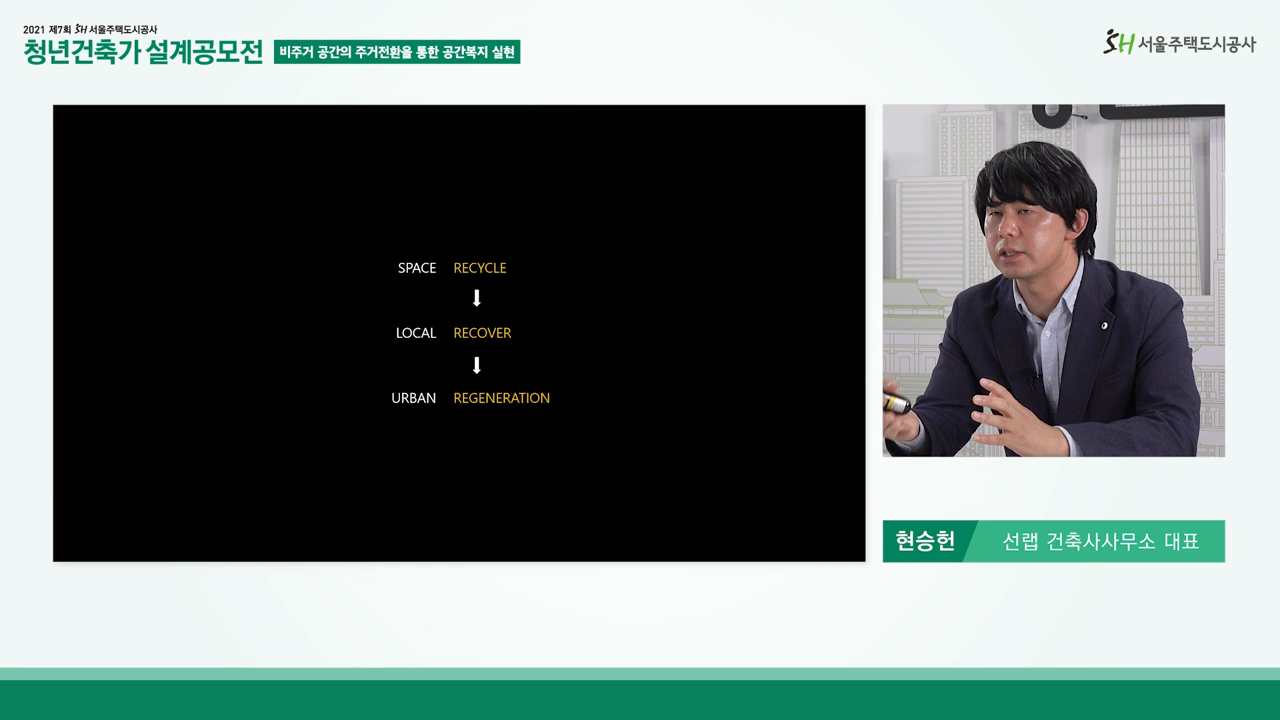 2021 제7회 SH 서울주택도시공사
청년건축가 설계공모전 비주거 공간의 주거전환을 통한 공간복지 실현
SH 서울주택도시공사
SPACE RECYCLE
LOCAL RECOVER
URBAN REGENERATION
현승헌 선랩 건축사사무소 대표